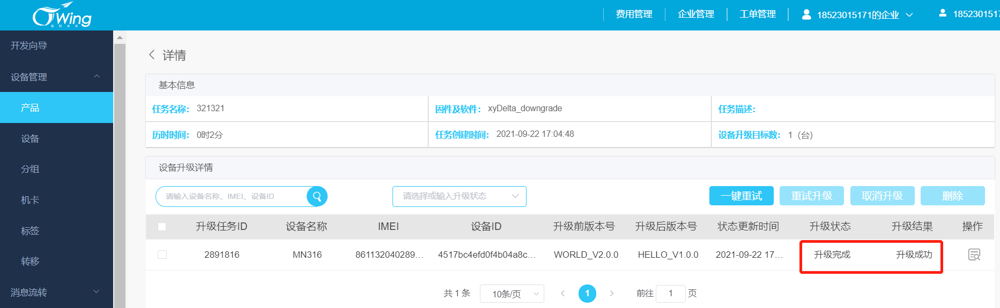 Wing
智联未来
费用管理
企业管理
工单管理
18523015171的企业
1852301517
开发向导
设备管理
产品
设备
分组
机卡
标签
转移
消息流转
详情
基本信息
任务名称： 321321
固件及软件： xyDelta_downgrade
任务描述：
历时时间： 0时2分
任务创建时间： 2021-09-22 17:04:48
设备升级目标数： 1（台）
设备升级详情
请输入设备名称、IMEI、设备ID
请选择或输入升级状态
一键重试
重试升级
取消升级
删除
升级任务ID 设备名称 IMEI 设备ID 升级前版本号 升级后版本号 状态更新时间 升级状态 升级结果 操作
2891816 MN316 861132040289... 4517bc4efd0f4b04a8c... WORLD_V2.0.0 HELLO_V1.0.0 2021-09-22 17... 升级完成 升级成功
共 1 条 10条/页 1 前往 1 页